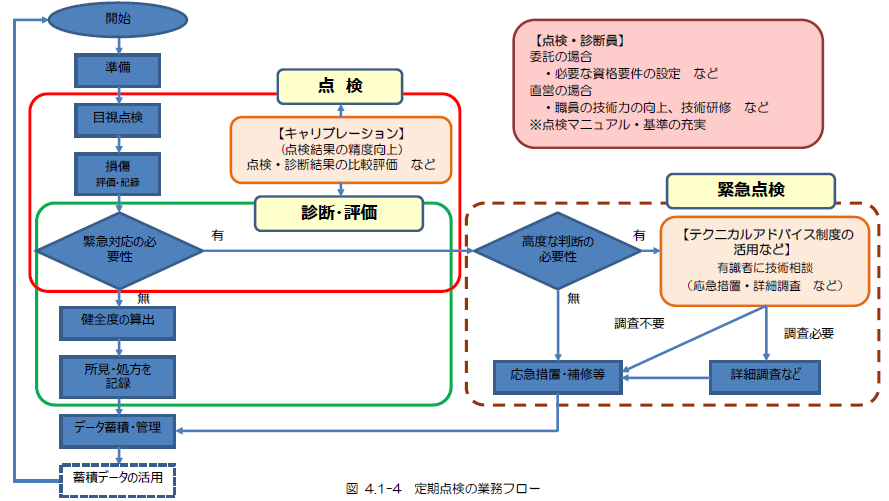 開始
準備
目視点検
損傷
評価・記録
緊急対応の必
要性
有
無
健全度の算出
所見・処方を
記録
データ蓄積・管理
蓄積データの活用
点 検
【キャリブレーション】
(点検結果の精度向上)
点検・診断結果の比較評価 など
診断・評価
【点検・診断員】
委託の場合
・必要な資格要件の設定 など
直営の場合
・職員の技術力の向上、技術研修 など
※点検マニュアル・基準の充実
緊急点検
高度な判断の
必要性
有
無
【テクニカルアドバイス制度の
活用など】
有識者に技術相談
(応急措置・詳細調査 など)
調査不要
調査必要
応急措置・補修等
詳細調査など
図 4.1-4 定期点検の業務フロー